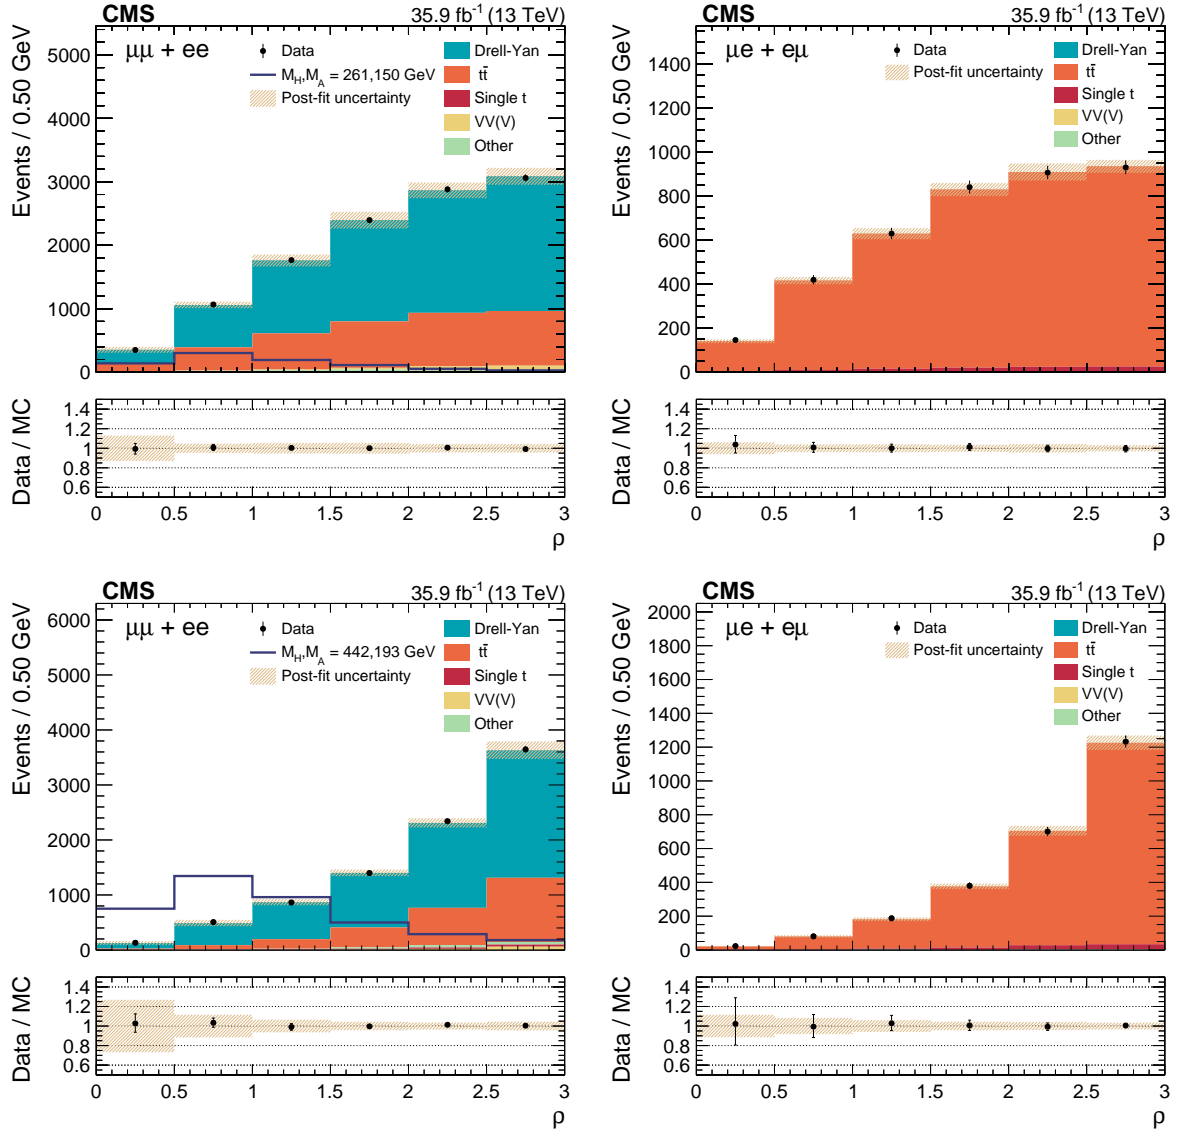 CMS 35.9 fb⁻¹ (13 TeV)
Events / 0.50 GeV
μμ + ee
Data
M_H,M_A = 261,150 GeV
Post-fit uncertainty
Drell-Yan
tt̄
Single t
VV(V)
Other
5000
4000
3000
2000
1000
0
Data / MC
1.4
1.2
1
0.8
0.6
0 0.5 1 1.5 2 2.5 3
ρ
CMS 35.9 fb⁻¹ (13 TeV)
Events / 0.50 GeV
μe + eμ
Data
Post-fit uncertainty
Drell-Yan
tt̄
Single t
VV(V)
Other
1400
1200
1000
800
600
400
200
0
Data / MC
1.4
1.2
1
0.8
0.6
0 0.5 1 1.5 2 2.5 3
ρ
CMS 35.9 fb⁻¹ (13 TeV)
Events / 0.50 GeV
μμ + ee
Data
M_H,M_A = 442,193 GeV
Post-fit uncertainty
Drell-Yan
tt̄
Single t
VV(V)
Other
6000
5000
4000
3000
2000
1000
0
Data / MC
1.4
1.2
1
0.8
0.6
0 0.5 1 1.5 2 2.5 3
ρ
CMS 35.9 fb⁻¹ (13 TeV)
Events / 0.50 GeV
μe + eμ
Data
Post-fit uncertainty
Drell-Yan
tt̄
Single t
VV(V)
Other
2000
1800
1600
1400
1200
1000
800
600
400
200
0
Data / MC
1.4
1.2
1
0.8
0.6
0 0.5 1 1.5 2 2.5 3
ρ